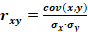 r_xy = cov(x,y) / σ_x·σ_y